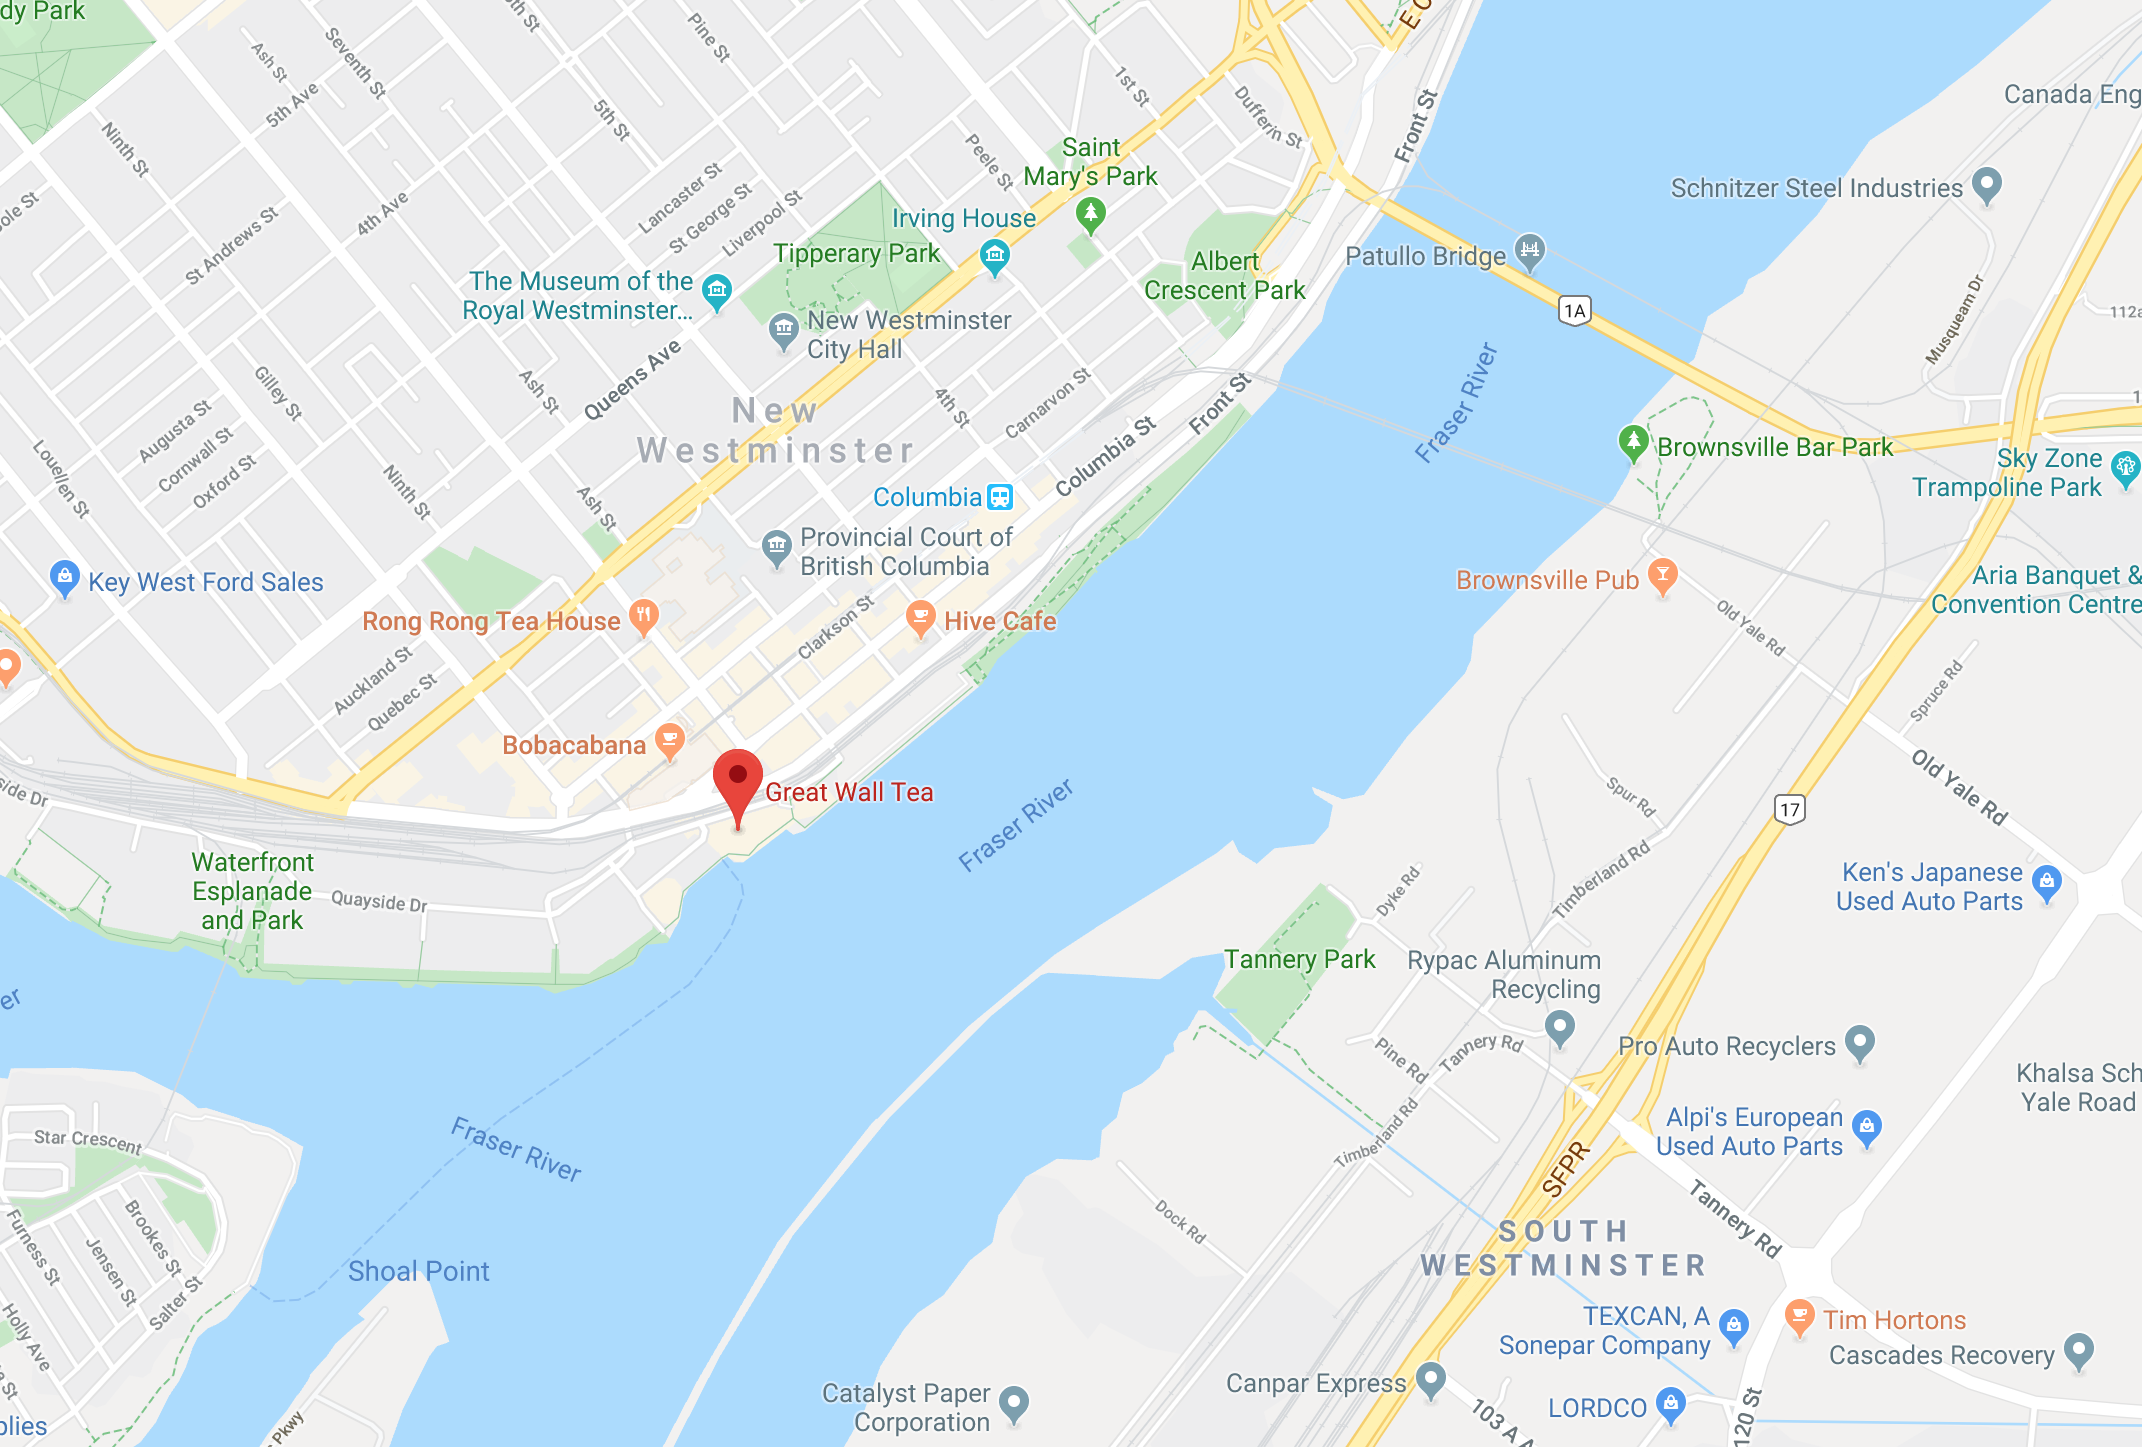 dy Park
Ash St
Seventh St
5th Ave
Pine St
5th St
1st St
Dufferin St
Front St
E C
Canada Eng
Ninth St
4th Ave
St Andrews St
Lancaster St
St George St
Liverpool St
Peele St
Saint
Mary's Park
Irving House
Tipperary Park
Albert
Crescent Park
Patullo Bridge
1A
Schnitzer Steel Industries
Musqueam Dr
112a
The Museum of the
Royal Westminster...
New Westminster
City Hall
Queens Ave
Ash St
Gilley St
Augusta St
Cornwall St
Oxford St
Louellen St
Ninth St
Ash St
New
Westminster
4th St
Carnarvon St
Columbia St
Front St
Fraser River
Brownsville Bar Park
Sky Zone
Trampoline Park
Columbia
Provincial Court of
British Columbia
Key West Ford Sales
Rong Rong Tea House
Clarkson St
Hive Cafe
Brownsville Pub
Old Yale Rd
Aria Banquet &
Convention Centre
Auckland St
Quebec St
Bobacabana
Great Wall Tea
Spruce Rd
Old Yale Rd
Spur Rd
17
Fraser River
side Dr
Waterfront
Esplanade
and Park
Quayside Dr
Timberland Rd
Dyke Rd
Ken's Japanese
Used Auto Parts
Tannery Park
Rypac Aluminum
Recycling
Pine Rd
Tannery Rd
Pro Auto Recyclers
Khalsa Sch
Yale Road
Timberland Rd
Alpi's European
Used Auto Parts
SFPR
Tannery Rd
Star Crescent
Fraser River
Brookes St
Jensen St
Furness St
Salter St
Holly Ave
Shoal Point
Dock Rd
SOUTH
WESTMINSTER
TEXCAN, A
Sonepar Company
Tim Hortons
Cascades Recovery
Canpar Express
Catalyst Paper
Corporation
LORDCO
103 A A
120 St
plies
Pkwy